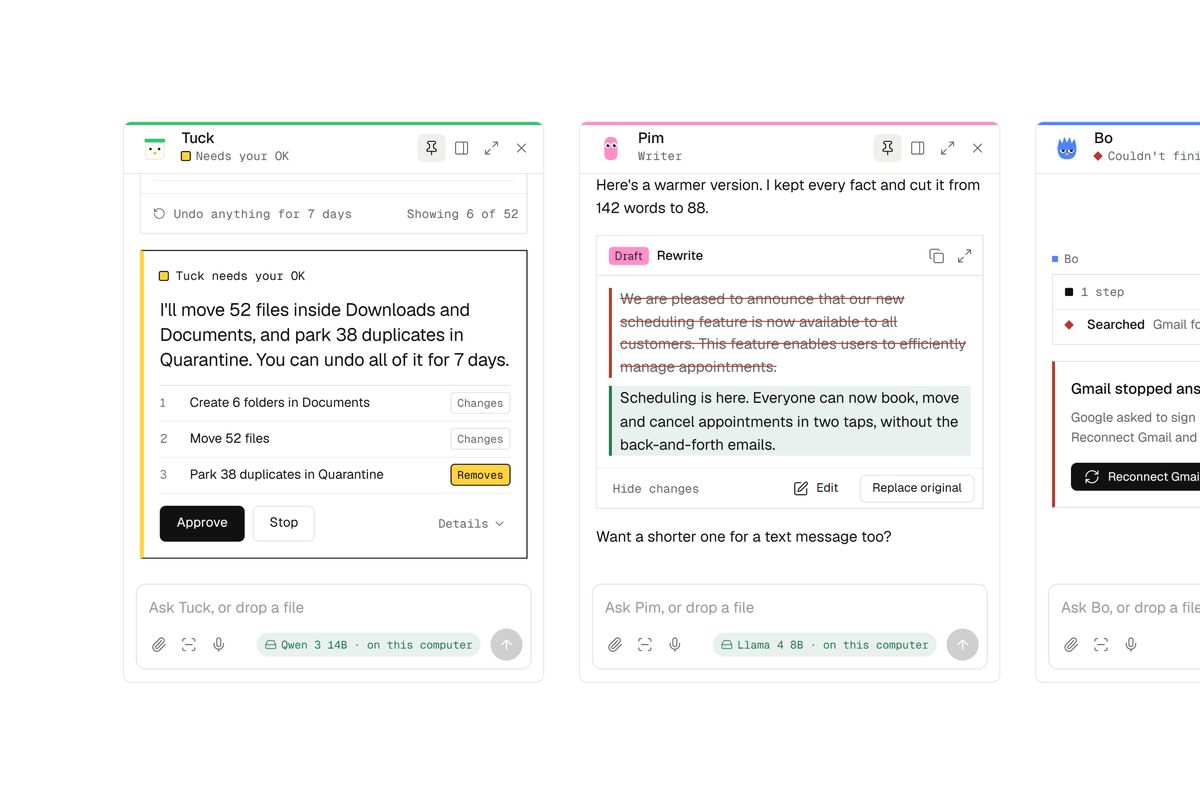 Tuck
Needs your OK
Undo anything for 7 days
Showing 6 of 52
Tuck needs your OK
I'll move 52 files inside Downloads and
Documents, and park 38 duplicates in
Quarantine. You can undo all of it for 7 days.
1 Create 6 folders in Documents Changes
2 Move 52 files Changes
3 Park 38 duplicates in Quarantine Removes
Approve Stop Details
Ask Tuck, or drop a file
Qwen 3 14B · on this computer
Pim
Writer
Here's a warmer version. I kept every fact and cut it from
142 words to 88.
Draft Rewrite
We are pleased to announce that our new
scheduling feature is now available to all
customers. This feature enables users to efficiently
manage appointments.
Scheduling is here. Everyone can now book, move
and cancel appointments in two taps, without the
back-and-forth emails.
Hide changes Edit Replace original
Want a shorter one for a text message too?
Ask Pim, or drop a file
Llama 4 8B · on this computer
Bo
Couldn't fini
Bo
1 step
Searched Gmail fo
Gmail stopped ans
Google asked to sign
Reconnect Gmail and
Reconnect Gmai
Ask Bo, or drop a file